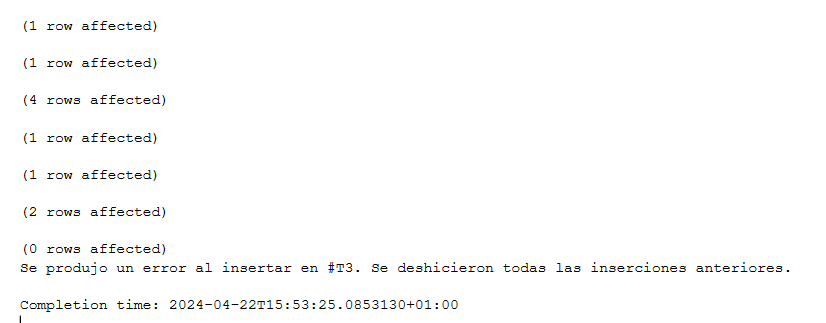 (1 row affected)
(1 row affected)
(4 rows affected)
(1 row affected)
(1 row affected)
(2 rows affected)
(0 rows affected)
Se produjo un error al insertar en #T3. Se deshicieron todas las inserciones anteriores.
Completion time: 2024-04-22T15:53:25.0853130+01:00